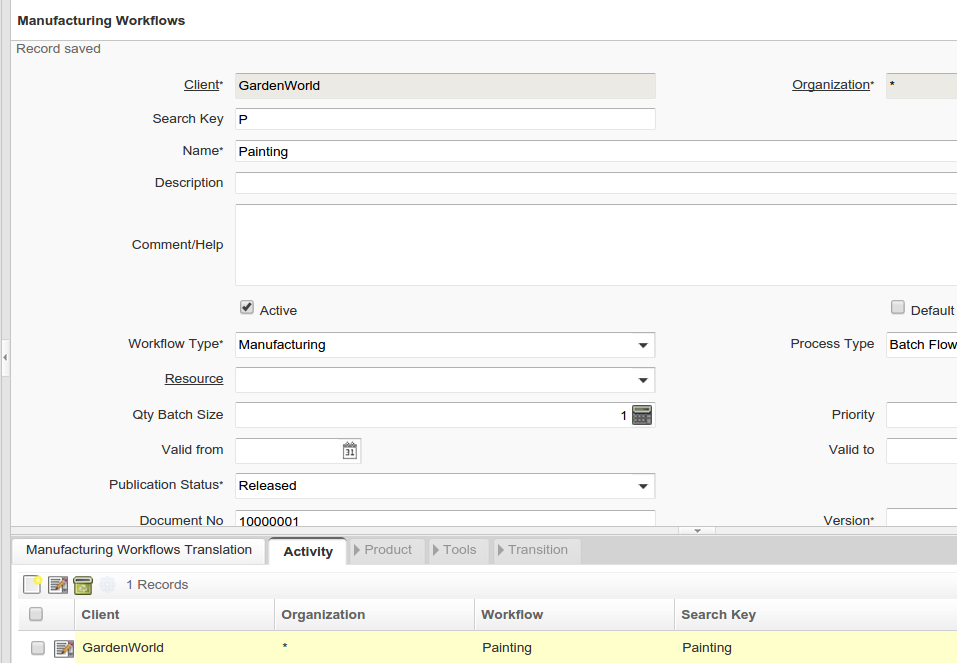 Manufacturing Workflows
Record saved
Client* GardenWorld Organization* *
Search Key P
Name* Painting
Description
Comment/Help
Active Default
Workflow Type* Manufacturing Process Type Batch Flow
Resource
Qty Batch Size 1 Priority
Valid from 31 Valid to
Publication Status* Released
Document No 10000001 Version*
Manufacturing Workflows Translation Activity Product Tools Transition
1 Records
Client Organization Workflow Search Key
GardenWorld * Painting Painting